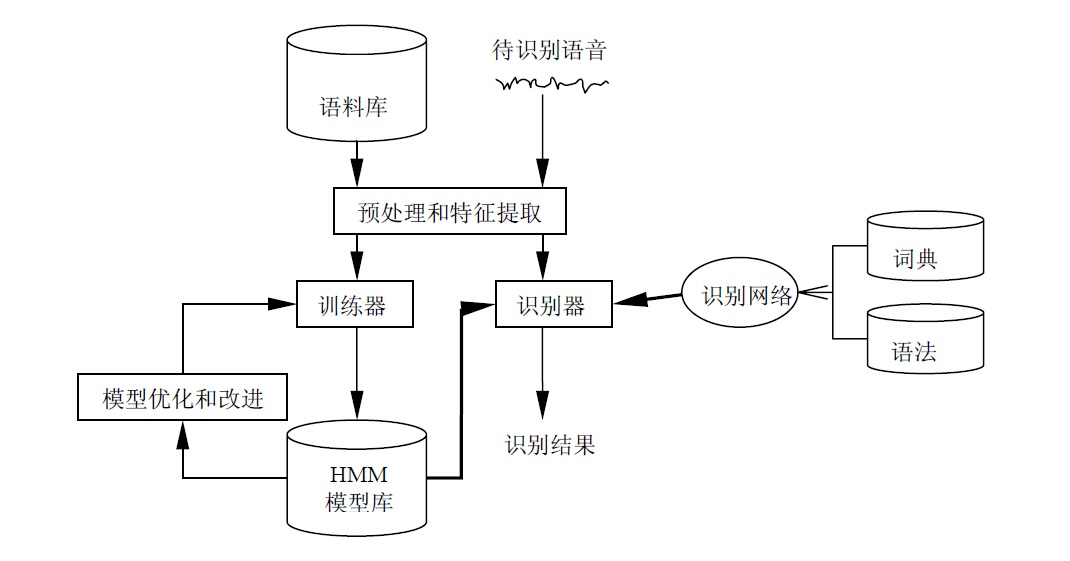 待识别语音
语料库
预处理和特征提取
词典
训练器
识别器
识别网络
语法
模型优化和改进
识别结果
HMM
模型库